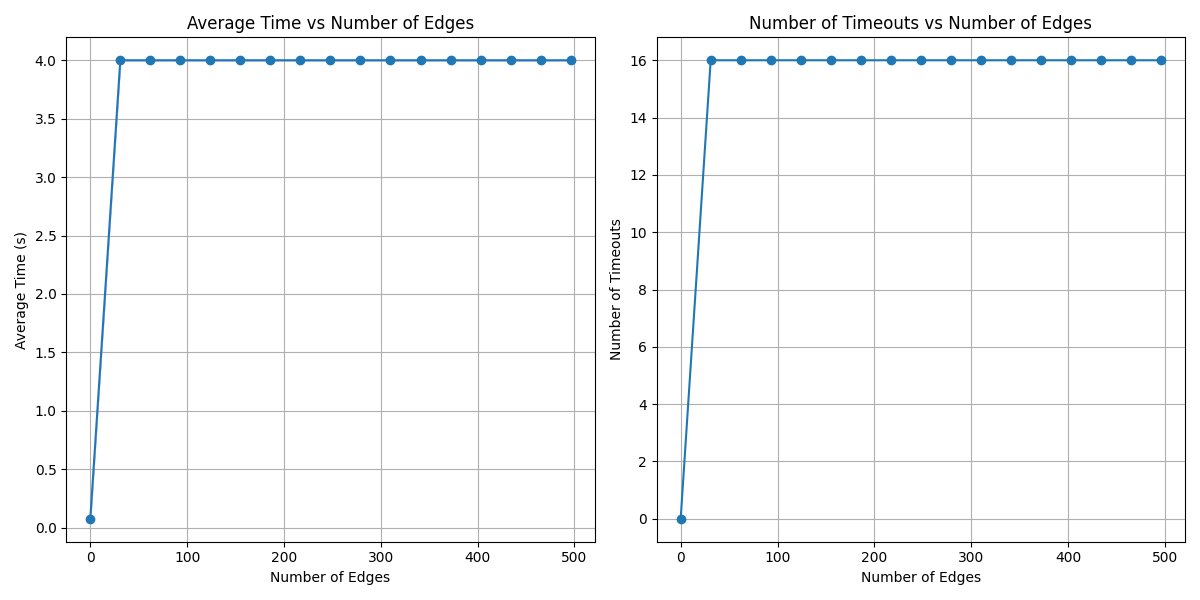 Average Time vs Number of Edges
4.0
3.5
3.0
2.5
2.0
1.5
1.0
0.5
0.0
Average Time (s)
0 100 200 300 400 500
Number of Edges
Number of Timeouts vs Number of Edges
16
14
12
10
8
6
4
2
0
Number of Timeouts
0 100 200 300 400 500
Number of Edges